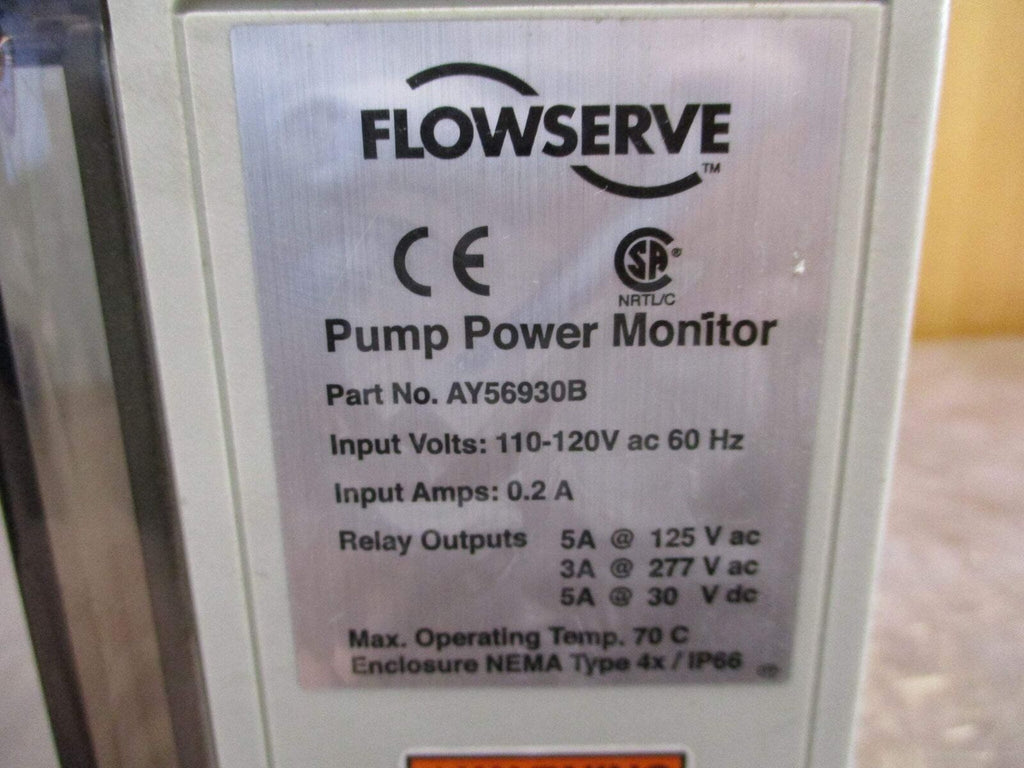 FLOWSERVE™
CE
SA®
NRTL/C
Pump Power Monitor
Part No. AY56930B
Input Volts: 110-120V ac 60 Hz
Input Amps: 0.2 A
Relay Outputs 5A @ 125 V ac
3A @ 277 V ac
5A @ 30 V dc
Max. Operating Temp. 70 C
Enclosure NEMA Type 4x / IP66